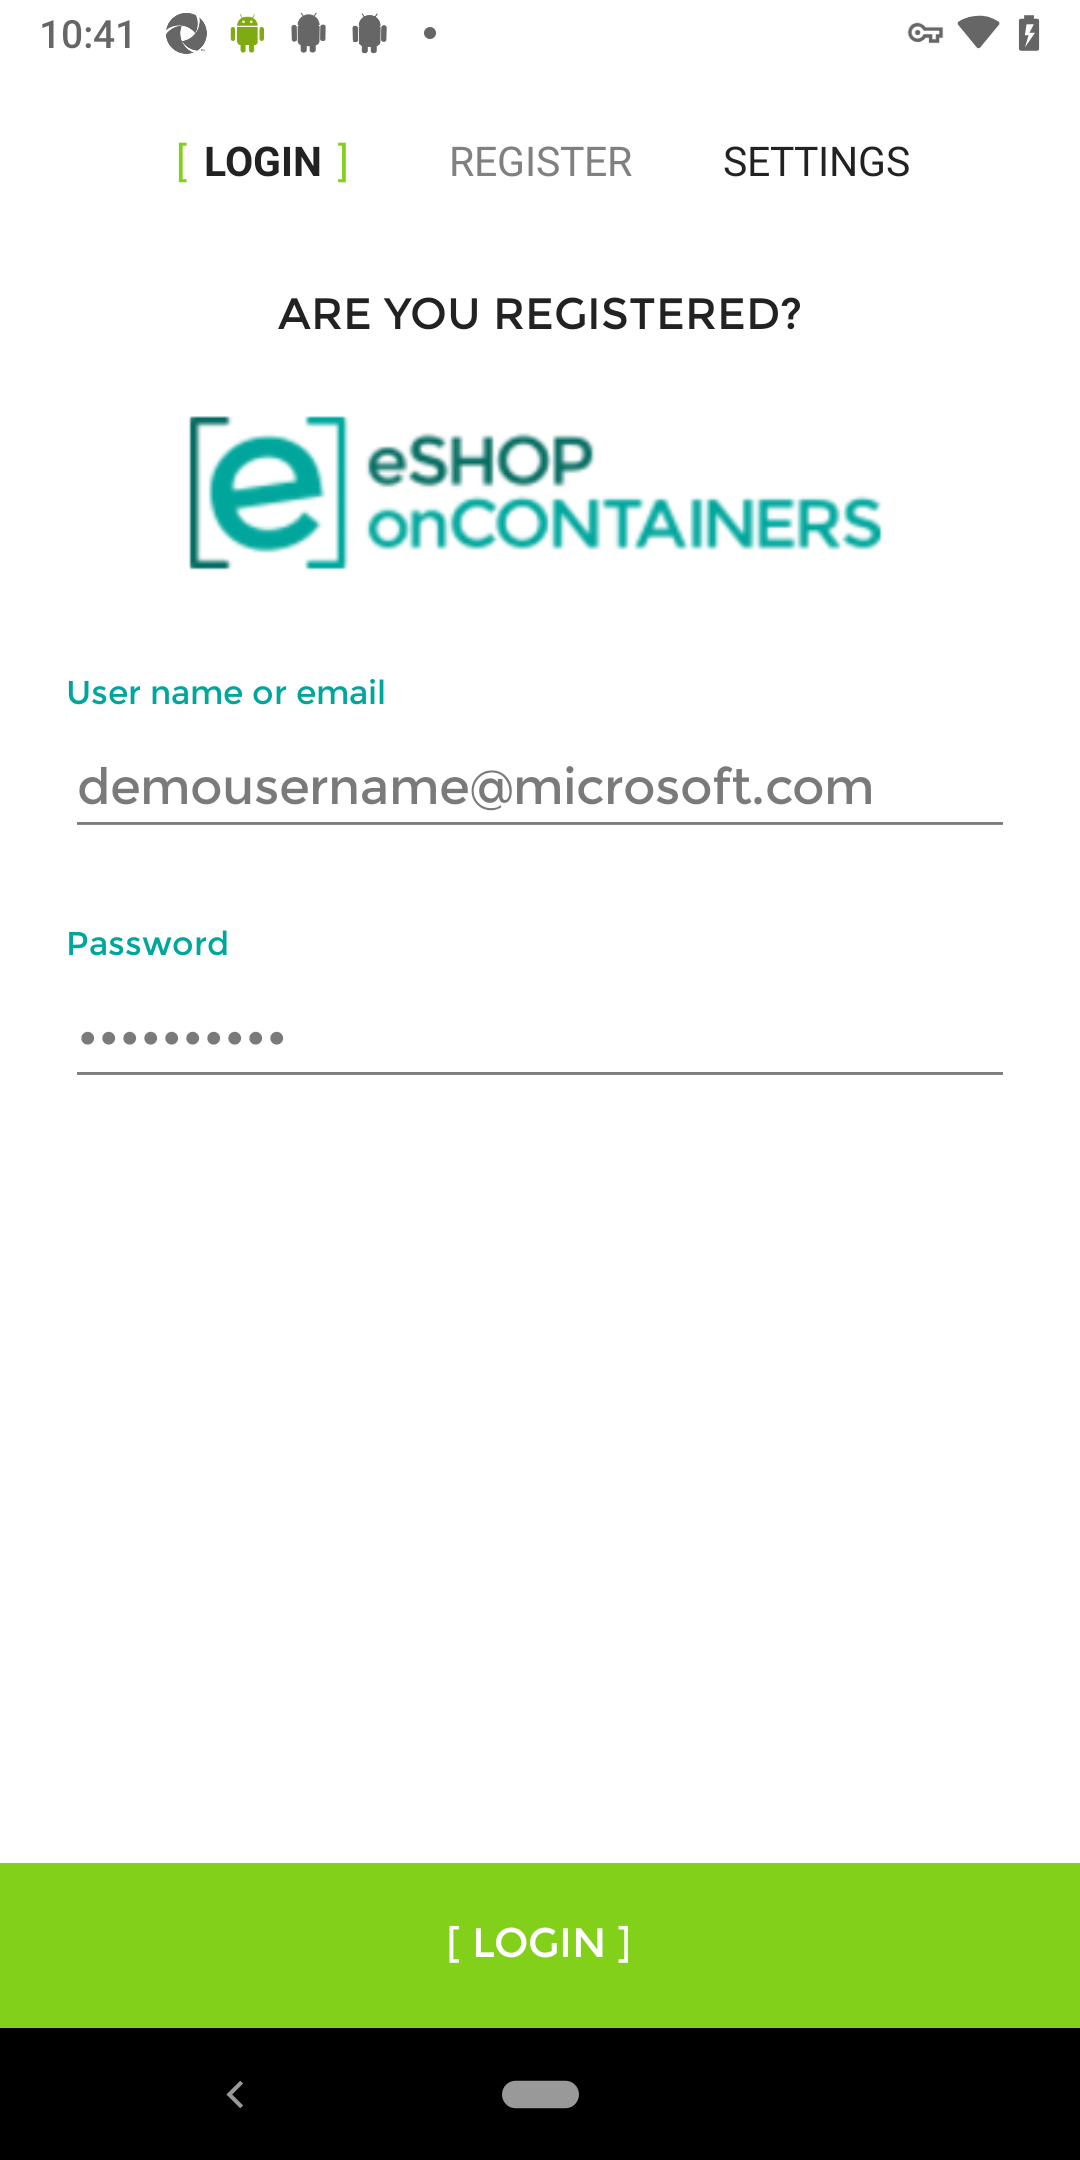 10:41
[ LOGIN ] REGISTER SETTINGS
ARE YOU REGISTERED?
[e] eSHOP
onCONTAINERS
User name or email
demousername@microsoft.com
Password
••••••••••
[ LOGIN ]